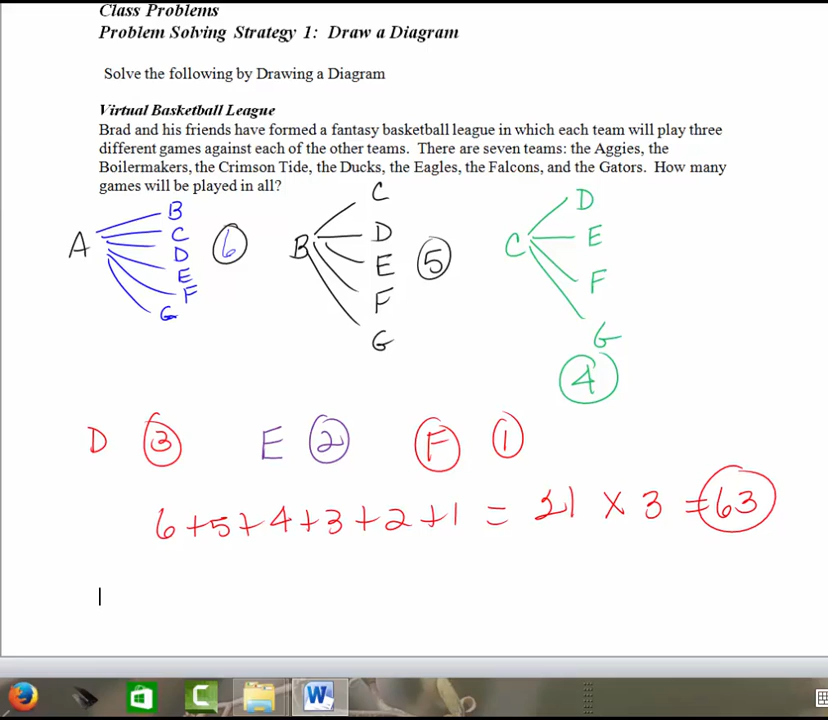 Class Problems
Problem Solving Strategy 1: Draw a Diagram
Solve the following by Drawing a Diagram
Virtual Basketball League
Brad and his friends have formed a fantasy basketball league in which each team will play three
different games against each of the other teams. There are seven teams: the Aggies, the
Boilermakers, the Crimson Tide, the Ducks, the Eagles, the Falcons, and the Gators. How many
games will be played in all?
A
B
C
D
E
F
G
6
B
C
D
E
F
G
5
C
D
E
F
G
4
D 3 E 2 F 1
6+5+4+3+2+1 = 21 x 3 = 63